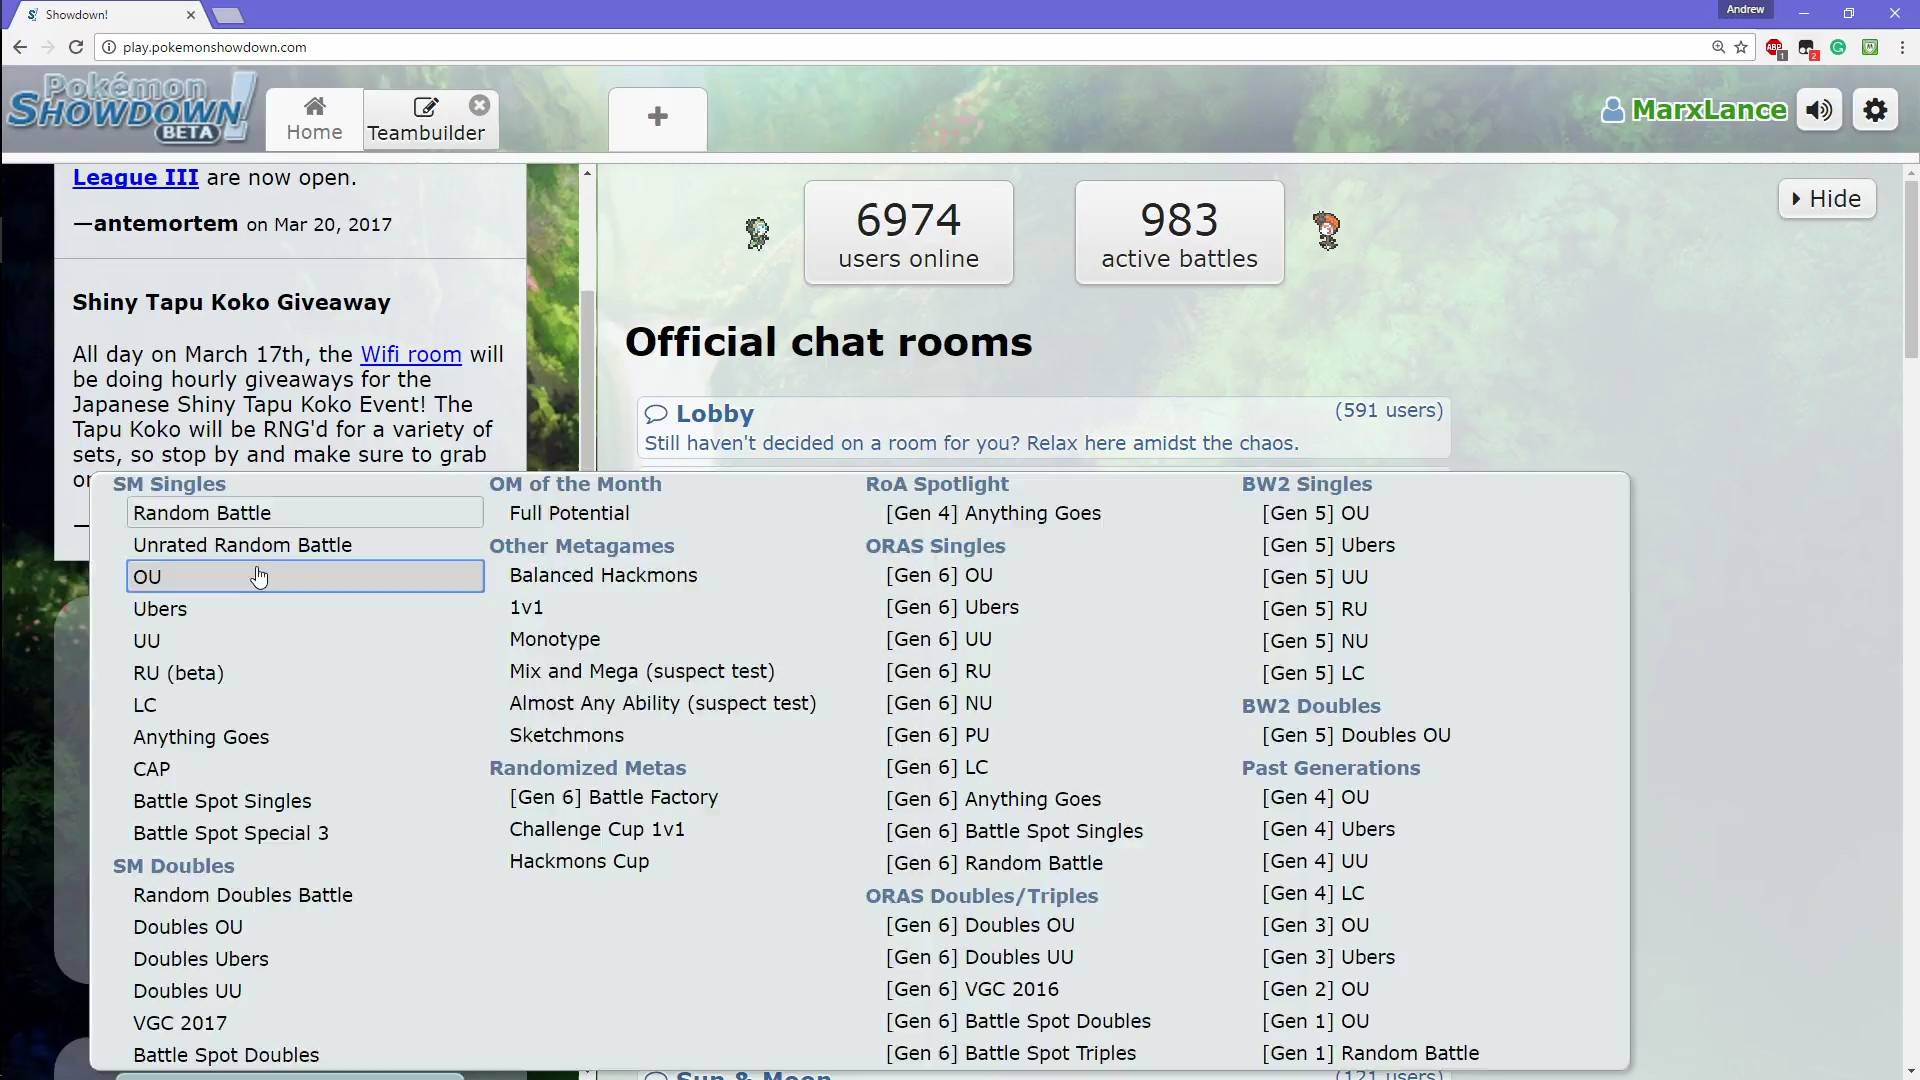 Showdown!
Andrew
play.pokemonshowdown.com
ABP
1
2
Pokémon
SHOWDOWN!
BETA
Home
Teambuilder
MarxLance
League III are now open.
—antemortem on Mar 20, 2017
Shiny Tapu Koko Giveaway
All day on March 17th, the Wifi room will
be doing hourly giveaways for the
Japanese Shiny Tapu Koko Event! The
Tapu Koko will be RNG'd for a variety of
sets, so stop by and make sure to grab
6974
users online
983
active battles
Hide
Official chat rooms
Lobby
(591 users)
Still haven't decided on a room for you? Relax here amidst the chaos.
SM Singles
Random Battle
Unrated Random Battle
OU
Ubers
UU
RU (beta)
LC
Anything Goes
CAP
Battle Spot Singles
Battle Spot Special 3
SM Doubles
Random Doubles Battle
Doubles OU
Doubles Ubers
Doubles UU
VGC 2017
Battle Spot Doubles
OM of the Month
Full Potential
Other Metagames
Balanced Hackmons
1v1
Monotype
Mix and Mega (suspect test)
Almost Any Ability (suspect test)
Sketchmons
Randomized Metas
[Gen 6] Battle Factory
Challenge Cup 1v1
Hackmons Cup
RoA Spotlight
[Gen 4] Anything Goes
ORAS Singles
[Gen 6] OU
[Gen 6] Ubers
[Gen 6] UU
[Gen 6] RU
[Gen 6] NU
[Gen 6] PU
[Gen 6] LC
[Gen 6] Anything Goes
[Gen 6] Battle Spot Singles
[Gen 6] Random Battle
ORAS Doubles/Triples
[Gen 6] Doubles OU
[Gen 6] Doubles UU
[Gen 6] VGC 2016
[Gen 6] Battle Spot Doubles
[Gen 6] Battle Spot Triples
BW2 Singles
[Gen 5] OU
[Gen 5] Ubers
[Gen 5] UU
[Gen 5] RU
[Gen 5] NU
[Gen 5] LC
BW2 Doubles
[Gen 5] Doubles OU
Past Generations
[Gen 4] OU
[Gen 4] Ubers
[Gen 4] UU
[Gen 4] LC
[Gen 3] OU
[Gen 3] Ubers
[Gen 2] OU
[Gen 1] OU
[Gen 1] Random Battle
Sun & Moon
(121 users)